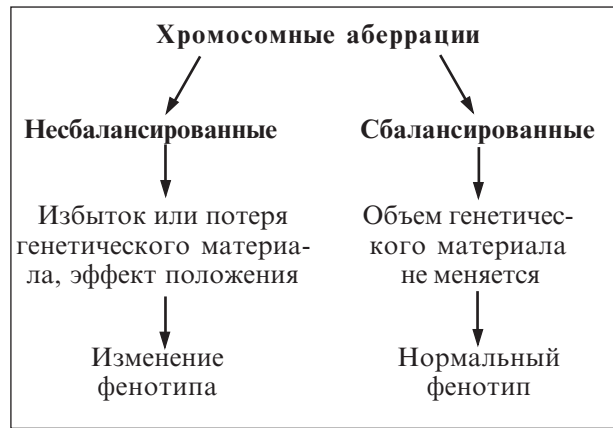 Хромосомные аберрации
Несбалансированные
Сбалансированные
Избыток или потеря
генетического материа-
ла, эффект положения
Объем генетичес-
кого материала
не меняется
Изменение
фенотипа
Нормальный
фенотип